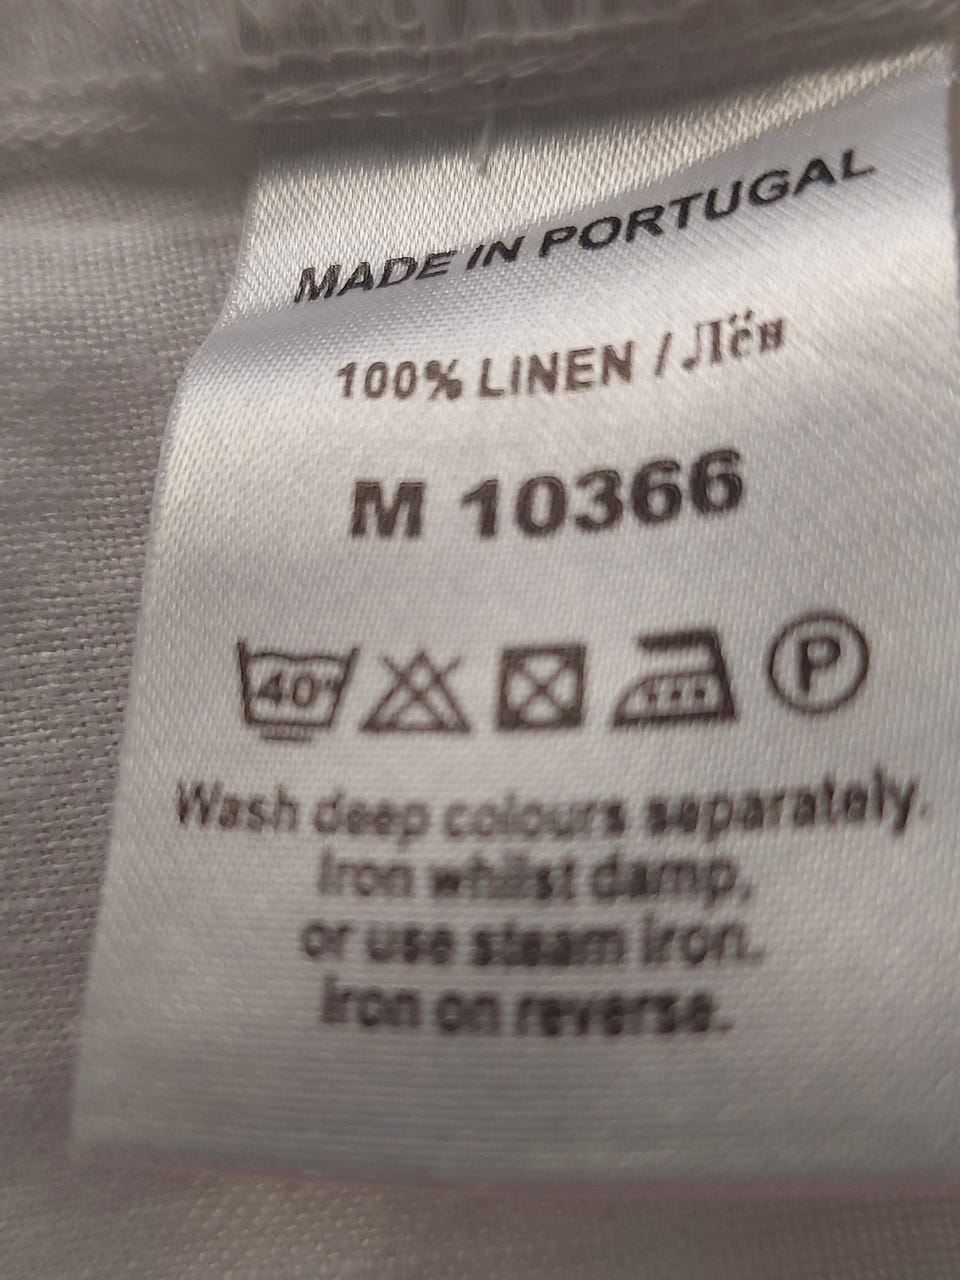 MADE IN PORTUGAL
100% LINEN / Лён
M 10366
40° P
Wash deep colours separately.
Iron whilst damp,
or use steam iron.
Iron on reverse.